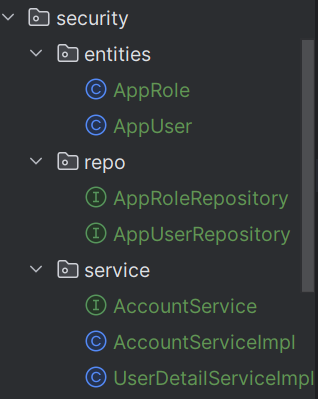 security
entities
C AppRole
C AppUser
repo
I AppRoleRepository
I AppUserRepository
service
I AccountService
C AccountServiceImpl
C UserDetailServiceImpl